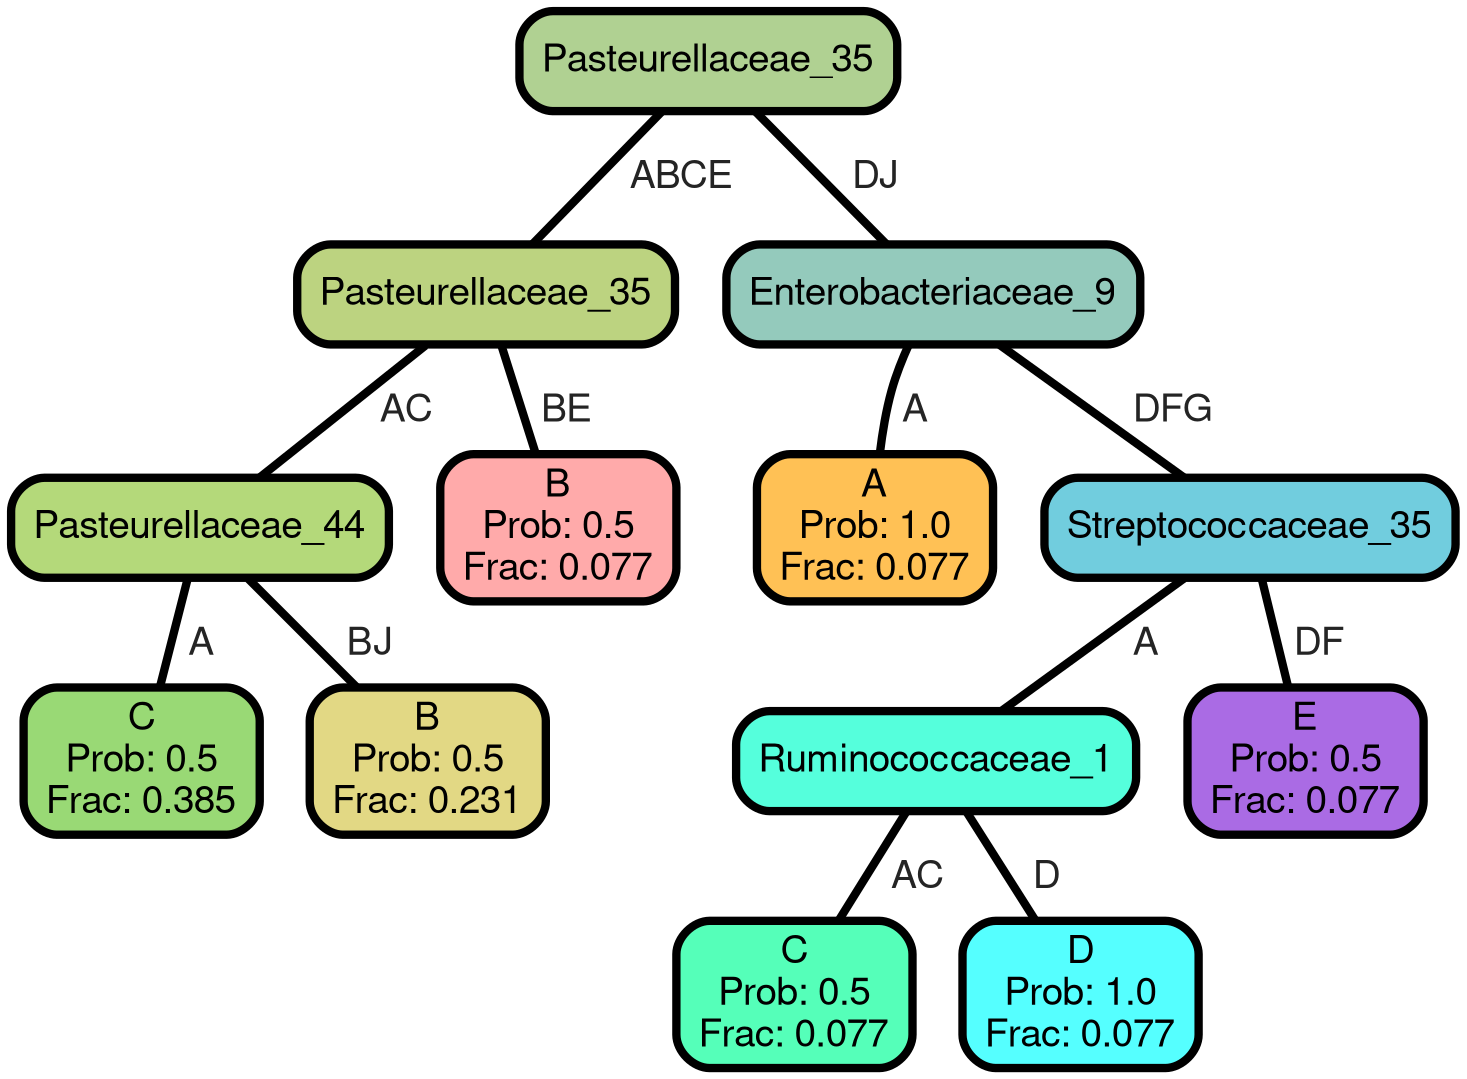 Pasteurellaceae_35
ABCE
DJ
Pasteurellaceae_35
Enterobacteriaceae_9
AC
BE
A
DFG
Pasteurellaceae_44
B
Prob: 0.5
Frac: 0.077
A
Prob: 1.0
Frac: 0.077
Streptococcaceae_35
A
BJ
A
DF
C
Prob: 0.5
Frac: 0.385
B
Prob: 0.5
Frac: 0.231
Ruminococcaceae_1
E
Prob: 0.5
Frac: 0.077
AC
D
C
Prob: 0.5
Frac: 0.077
D
Prob: 1.0
Frac: 0.077